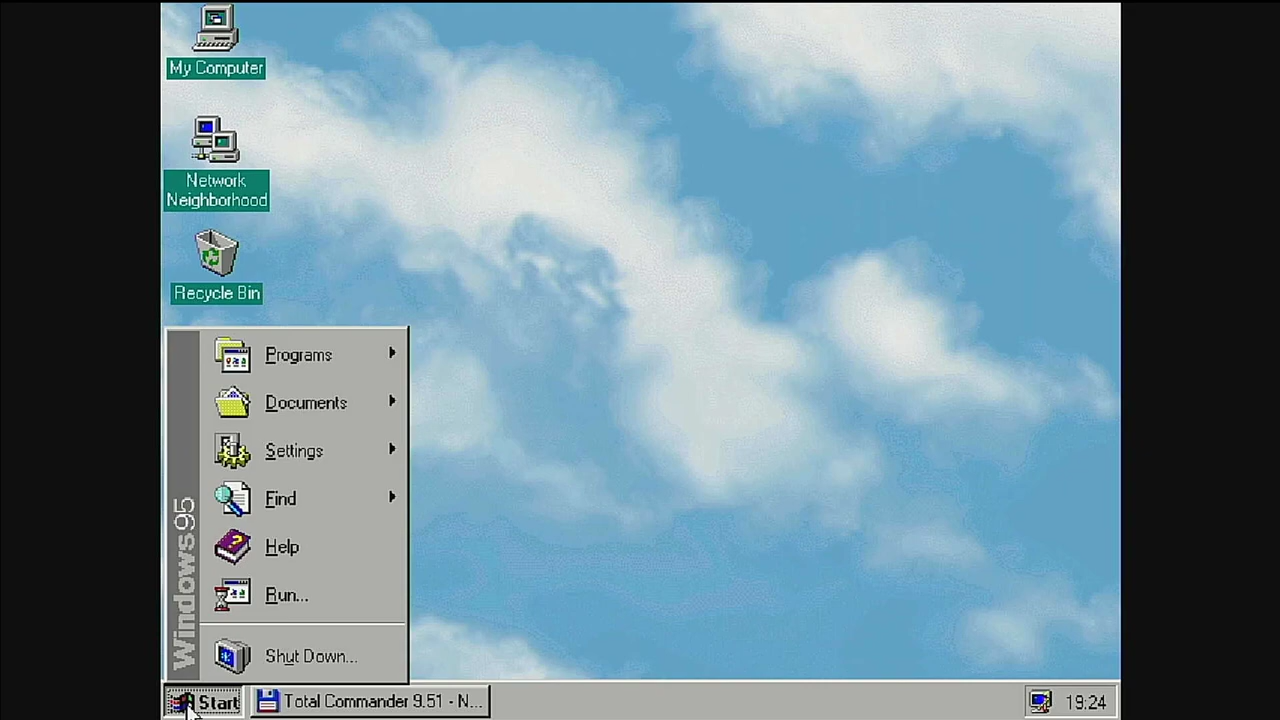 My Computer
Network
Neighborhood
Recycle Bin
Programs
Documents
Settings
Find
Help
Run...
Shut Down...
Windows95
Start
Total Commander 9.51 - N...
19:24